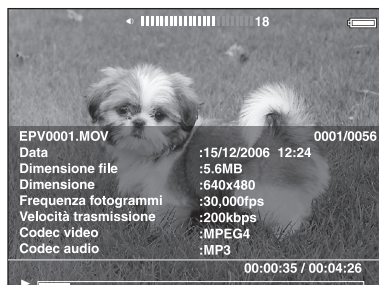 18
EPV0001.MOV 0001/0056
Data :15/12/2006 12:24
Dimensione file :5.6MB
Dimensione :640x480
Frequenza fotogrammi :30,000fps
Velocità trasmissione :200kbps
Codec video :MPEG4
Codec audio :MP3
00:00:35 / 00:04:26